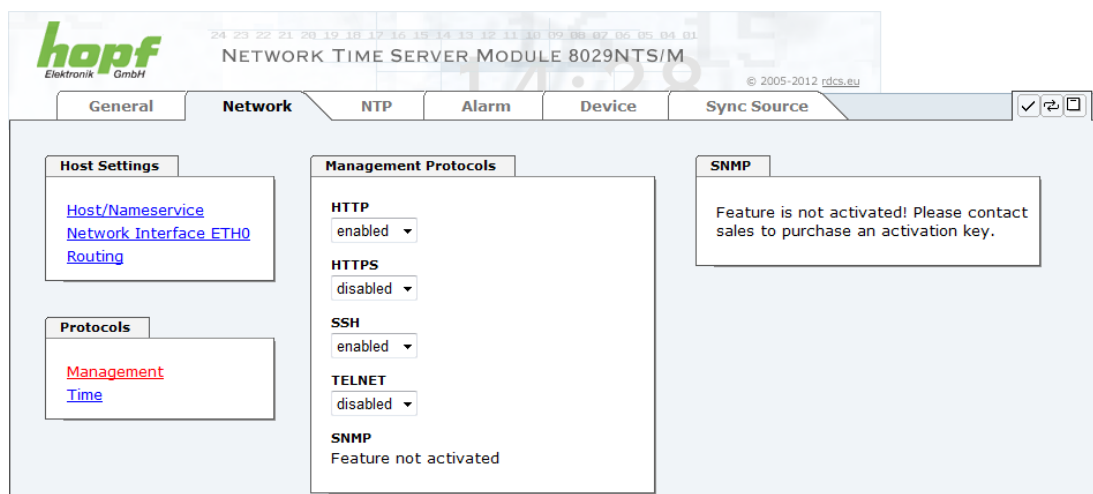 hopf
Elektronik GmbH
24 23 22 21 20 19 18 17 16 15 14 13 12 11 10 09 08 07 06 05 04 01
NETWORK TIME SERVER MODULE 8029NTS/M
14:28
© 2005-2012 rdcs.eu
General Network NTP Alarm Device Sync Source
Host Settings
Host/Nameservice
Network Interface ETH0
Routing
Protocols
Management
Time
Management Protocols
HTTP
enabled
HTTPS
disabled
SSH
enabled
TELNET
disabled
SNMP
Feature not activated
SNMP
Feature is not activated! Please contact
sales to purchase an activation key.